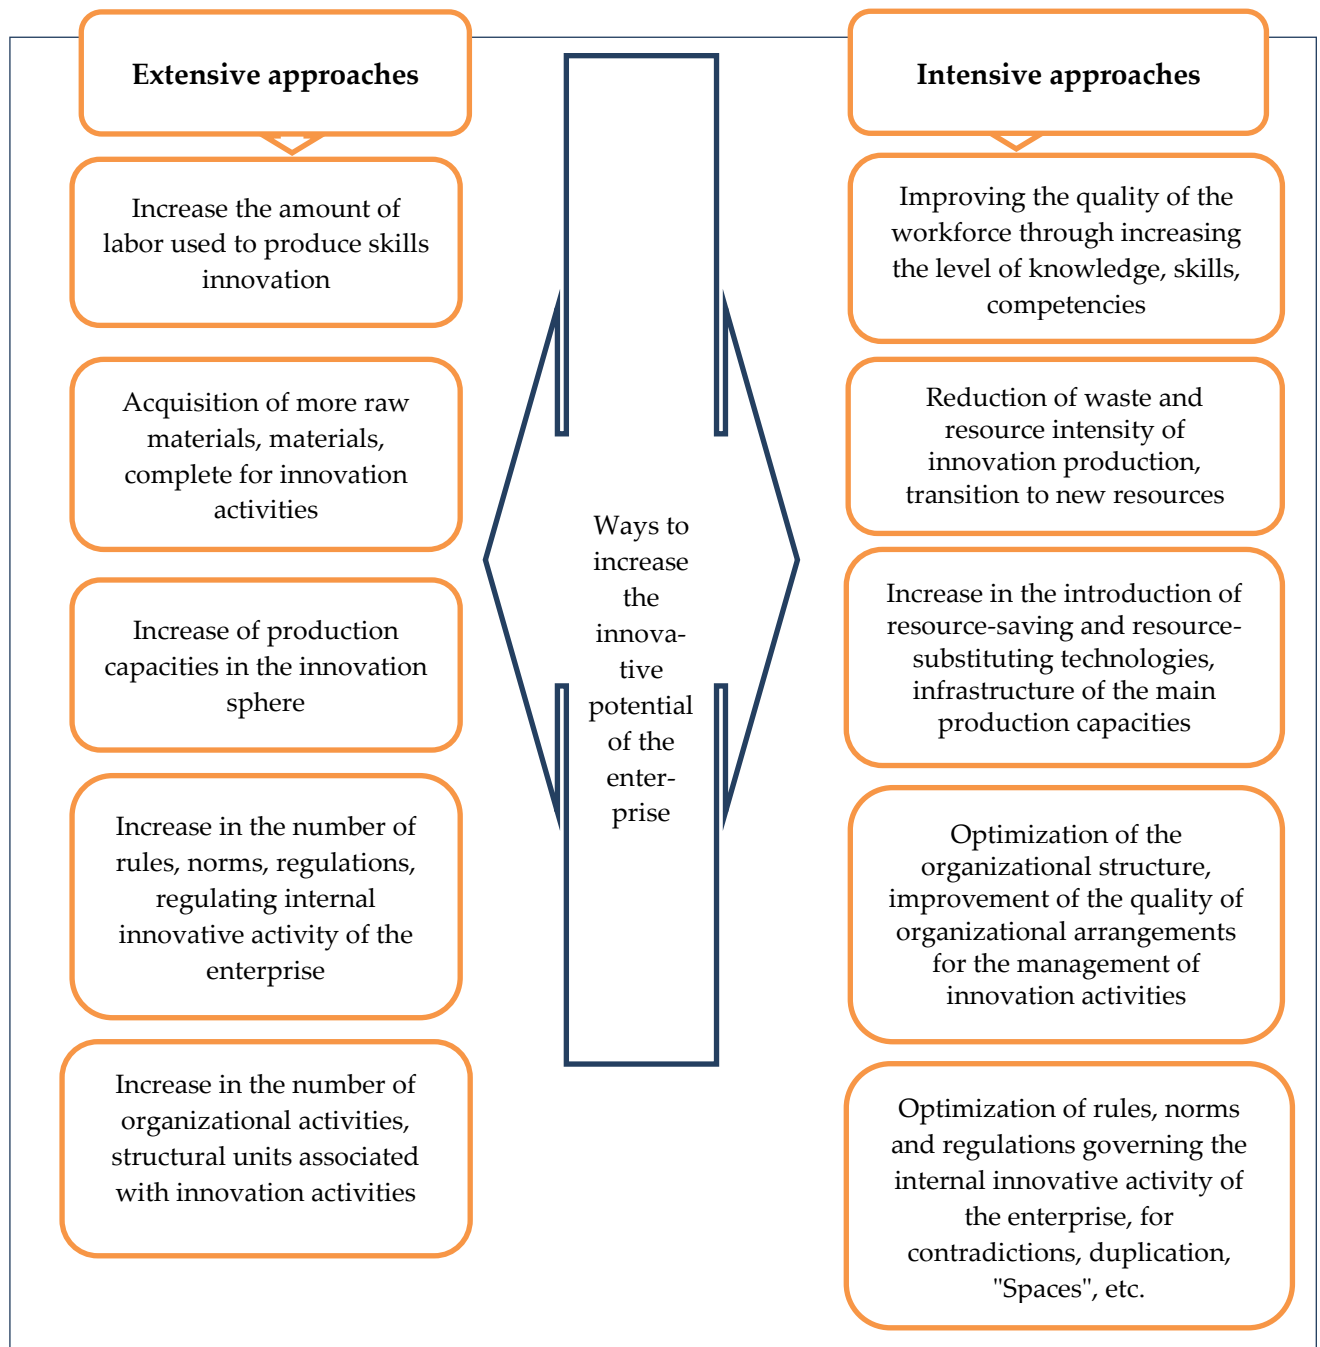 Extensive approaches
Increase the amount of
labor used to produce skills
innovation
Acquisition of more raw
materials, materials,
complete for innovation
activities
Increase of production
capacities in the innovation
sphere
Increase in the number of
rules, norms, regulations,
regulating internal
innovative activity of the
enterprise
Increase in the number of
organizational activities,
structural units associated
with innovation activities
Ways to
increase
the
innova-
tive
potential
of the
enter-
prise
Intensive approaches
Improving the quality of the
workforce through increasing
the level of knowledge, skills,
competencies
Reduction of waste and
resource intensity of
innovation production,
transition to new resources
Increase in the introduction of
resource-saving and resource-
substituting technologies,
infrastructure of the main
production capacities
Optimization of the
organizational structure,
improvement of the quality of
organizational arrangements
for the management of
innovation activities
Optimization of rules, norms
and regulations governing the
internal innovative activity of
the enterprise, for
contradictions, duplication,
"Spaces", etc.